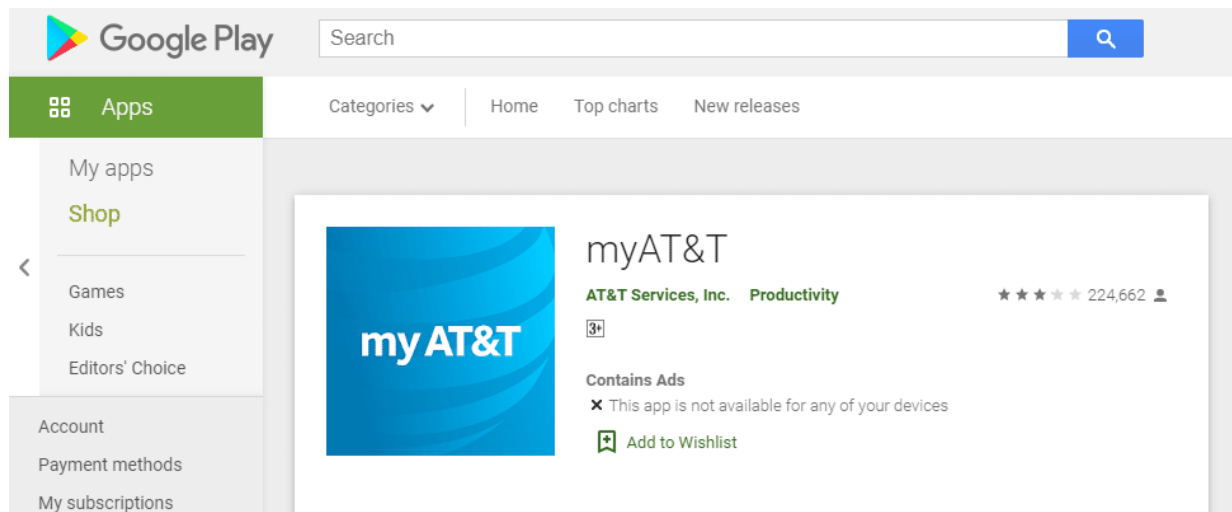 Google Play
Search
Apps
Categories
Home
Top charts
New releases
My apps
Shop
Games
Kids
Editors' Choice
Account
Payment methods
My subscriptions
my AT&T
myAT&T
AT&T Services, Inc. Productivity
224,662
3+
Contains Ads
This app is not available for any of your devices
Add to Wishlist